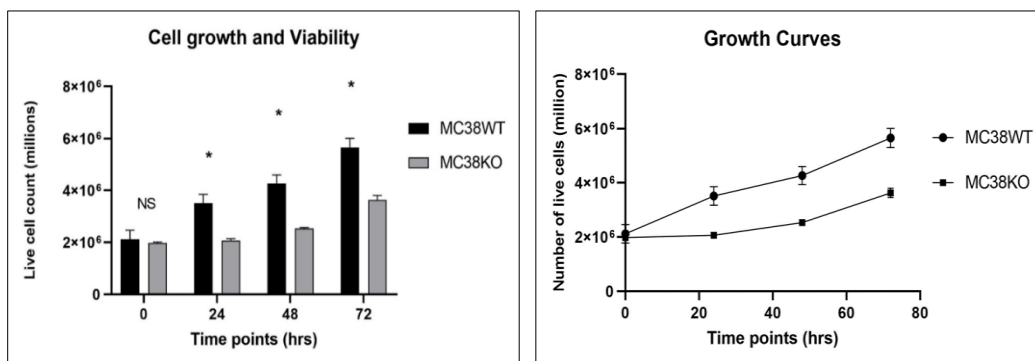 Cell growth and Viability
Live cell count (millions)
8×10⁶
6×10⁶
4×10⁶
2×10⁶
0
NS
*
*
*
MC38WT
MC38KO
0 24 48 72
Time points (hrs)
Growth Curves
Number of live cells (million)
8×10⁶
6×10⁶
4×10⁶
2×10⁶
0
MC38WT
MC38KO
0 20 40 60 80
Time points (hrs)